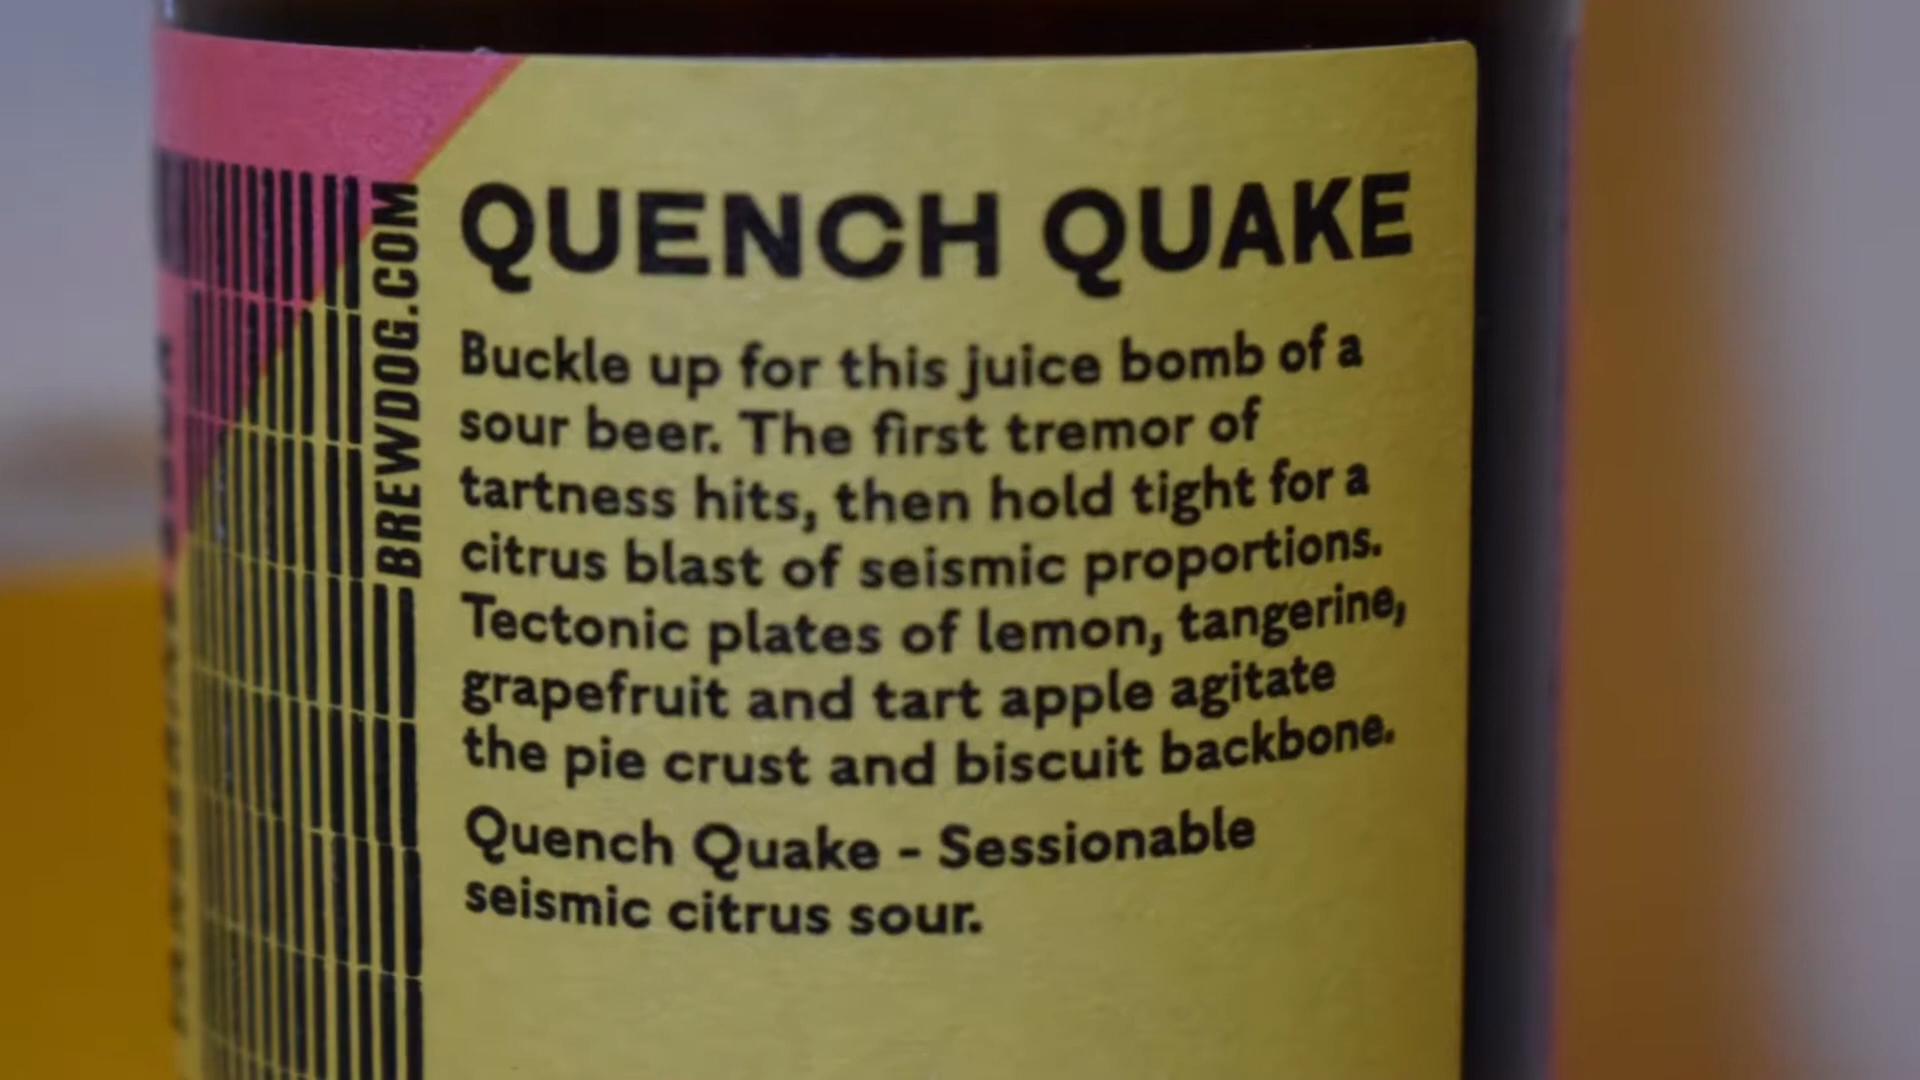 BREWDOG.COM
QUENCH QUAKE
Buckle up for this juice bomb of a
sour beer. The first tremor of
tartness hits, then hold tight for a
citrus blast of seismic proportions.
Tectonic plates of lemon, tangerine,
grapefruit and tart apple agitate
the pie crust and biscuit backbone.
Quench Quake - Sessionable
seismic citrus sour.